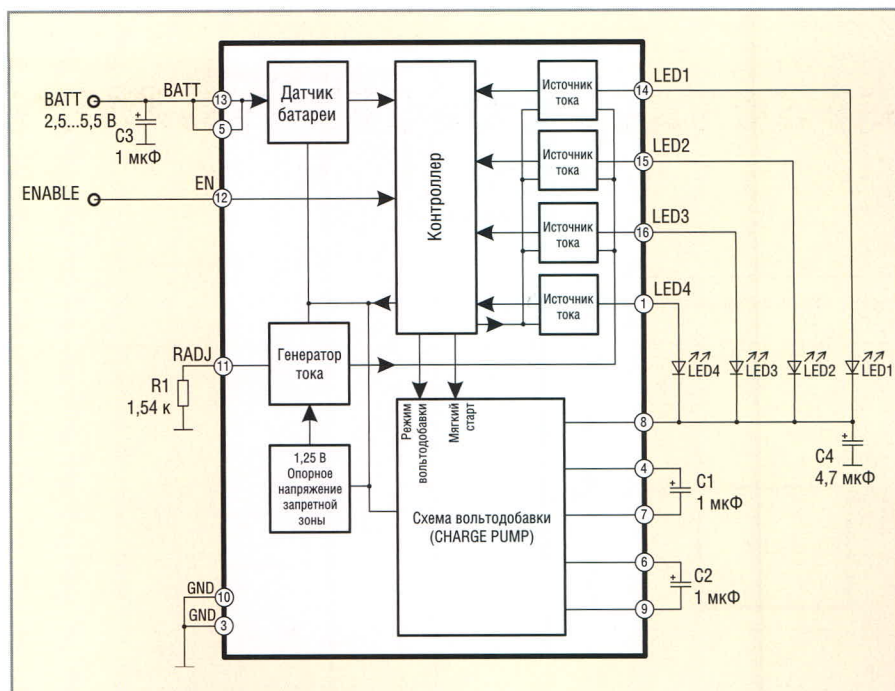 BATT
2,5...5,5 В
C3
1 мкФ
BATT
13
5
Датчик
батареи
ENABLE
EN
12
Контроллер
Источник
тока
LED1
14
Источник
тока
LED2
15
Источник
тока
LED3
16
Источник
тока
LED4
1
RADJ
11
R1
1,54 к
Генератор
тока
1,25 В
Опорное
напряжение
запретной
зоны
Режим
вольтодобавки
Мягкий
старт
Схема вольтодобавки
(CHARGE PUMP)
LED4
LED3
LED2
LED1
8
C4
4,7 мкФ
4
C1
1 мкФ
7
6
C2
1 мкФ
9
GND
10
GND
3